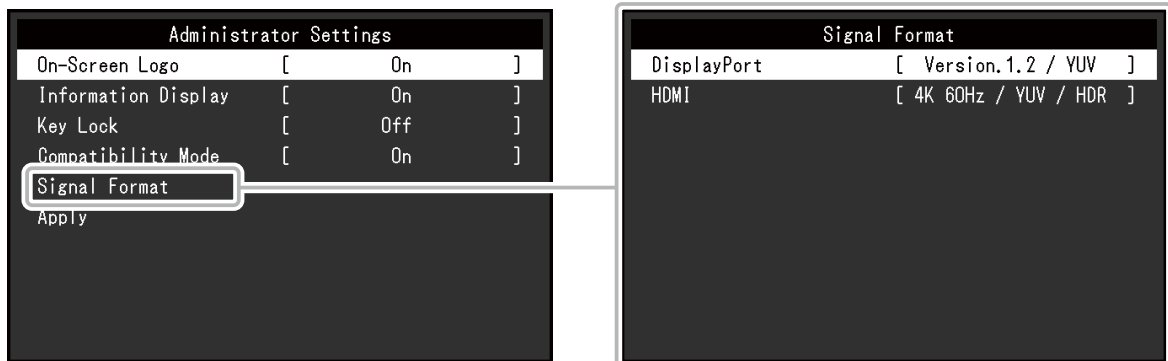 Administrator Settings
On-Screen Logo [ On ]
Information Display [ On ]
Key Lock [ Off ]
Compatibility Mode [ On ]
Signal Format
Apply
Signal Format
DisplayPort [ Version.1.2 / YUV ]
HDMI [ 4K 60Hz / YUV / HDR ]